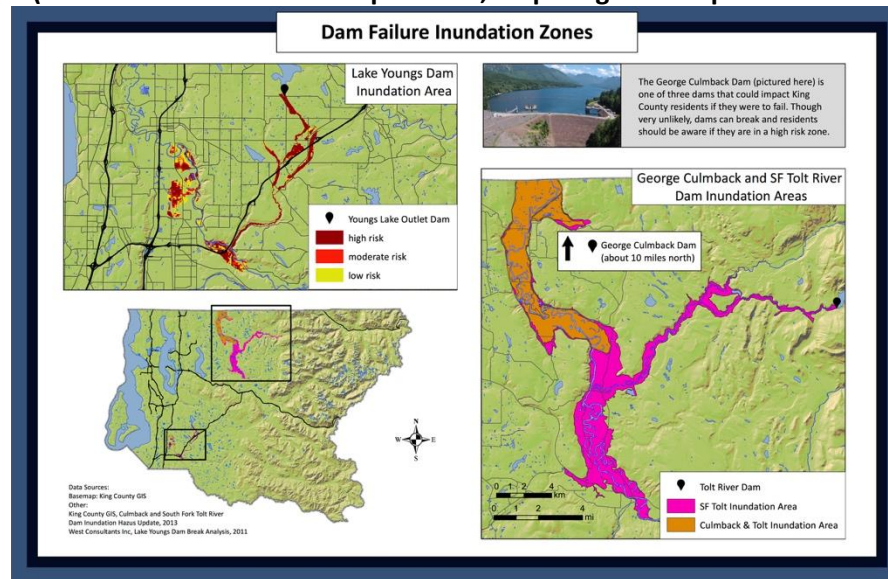 Dam Failure Inundation Zones
Lake Youngs Dam
Inundation Area
Youngs Lake Outlet Dam
high risk
moderate risk
low risk
The George Culmback Dam (pictured here) is
one of three dams that could impact King
County residents if they were to fail. Though
very unlikely, dams can break and residents
should be aware if they are in a high risk zone.
George Culmback and SF Tolt River
Dam Inundation Areas
George Culmback Dam
(about 10 miles north)
N
W
E
S
Data Sources:
Basemap: King County GIS
Other:
King County GIS, Culmback and South Fork Tolt River
Dam Inundation Hazus Update, 2013
West Consultants Inc, Lake Youngs Dam Break Analysis, 2011
0 1 2 4
km
0 1 2 4
mi
Tolt River Dam
SF Tolt Inundation Area
Culmback & Tolt Inundation Area